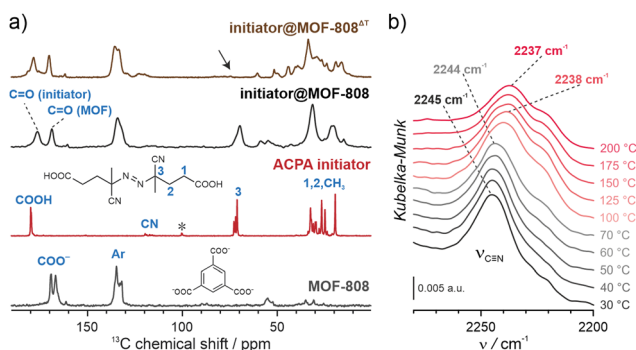 a)
initiator@MOF-808ΔT
initiator@MOF-808
C=O (initiator)
C=O (MOF)
CN
3
1
HOOC
N=N
2
COOH
CN
ACPA initiator
COOH
CN
*
3
1,2,CH3
COO−
Ar
COO−
−OOC
COO−
MOF-808
150
100
50
13C chemical shift / ppm
b)
Kubelka-Munk
2237 cm-1
2244 cm-1
2238 cm-1
2245 cm-1
200 °C
175 °C
150 °C
125 °C
100 °C
70 °C
60 °C
50 °C
40 °C
30 °C
νC≡N
0.005 a.u.
2250
2200
ν / cm-1